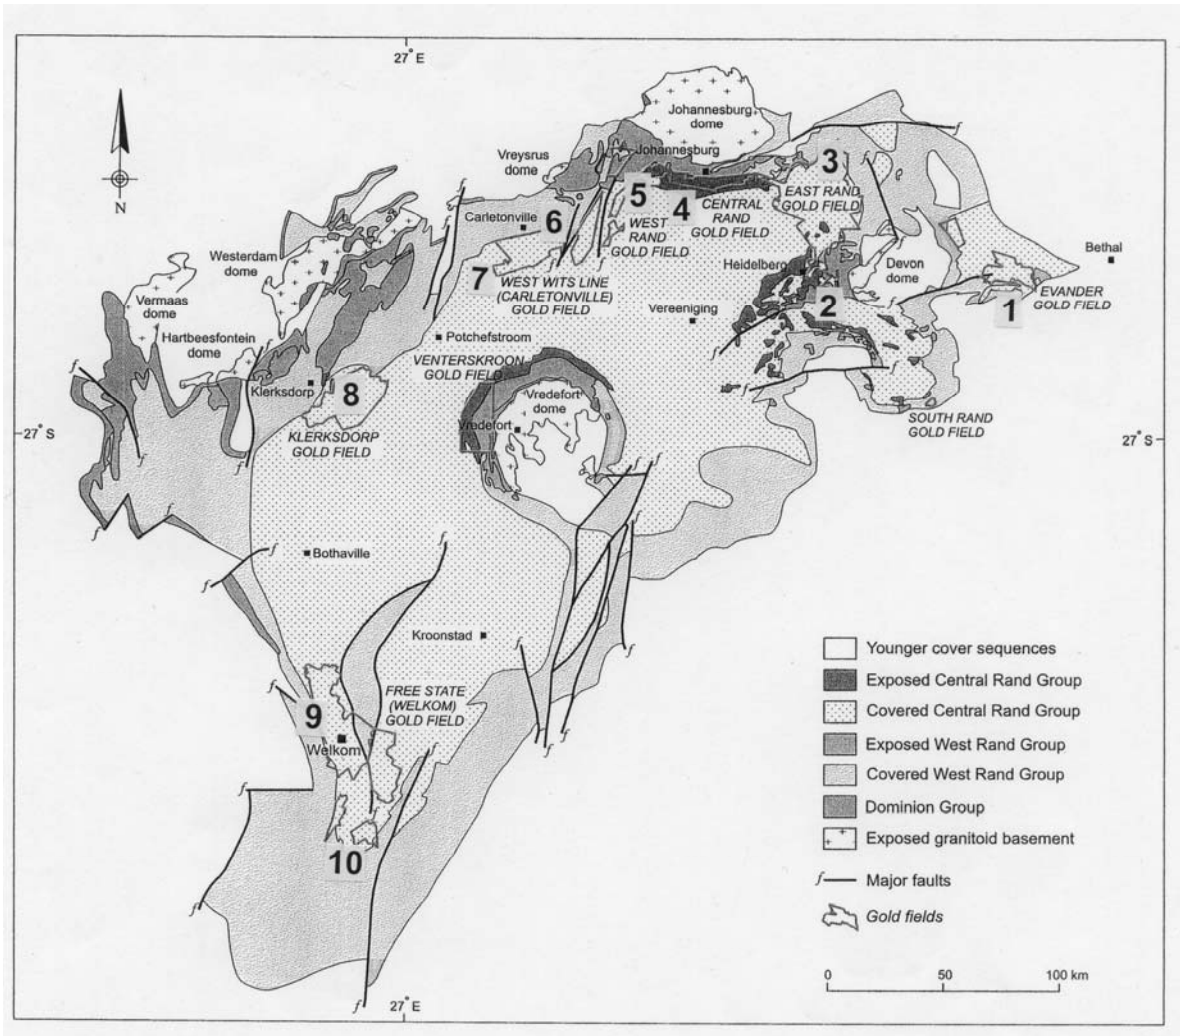 27° E
Johannesburg
dome
Johannesburg
Vreysrus
dome
N
3
EAST RAND
GOLD FIELD
5
4
CENTRAL
RAND
GOLD FIELD
WEST
RAND
GOLD FIELD
Carletonville
6
7
WEST WITS LINE
(CARLETONVILLE)
GOLD FIELD
Westerdam
dome
Vermaas
dome
Hartbeesfontein
dome
Heidelberg
Devon
dome
Bethal
2
1
EVANDER
GOLD FIELD
Vereeniging
Potchefstroom
VENTERSKROON
GOLD FIELD
Klerksdorp
8
KLERKSDORP
GOLD FIELD
Vredefort
dome
Vredefort
SOUTH RAND
GOLD FIELD
27° S
27° S
Bothaville
Kroonstad
FREE STATE
(WELKOM)
GOLD FIELD
9
Welkom
10
Younger cover sequences
Exposed Central Rand Group
Covered Central Rand Group
Exposed West Rand Group
Covered West Rand Group
Dominion Group
Exposed granitoid basement
f Major faults
Gold fields
0 50 100 km
27° E